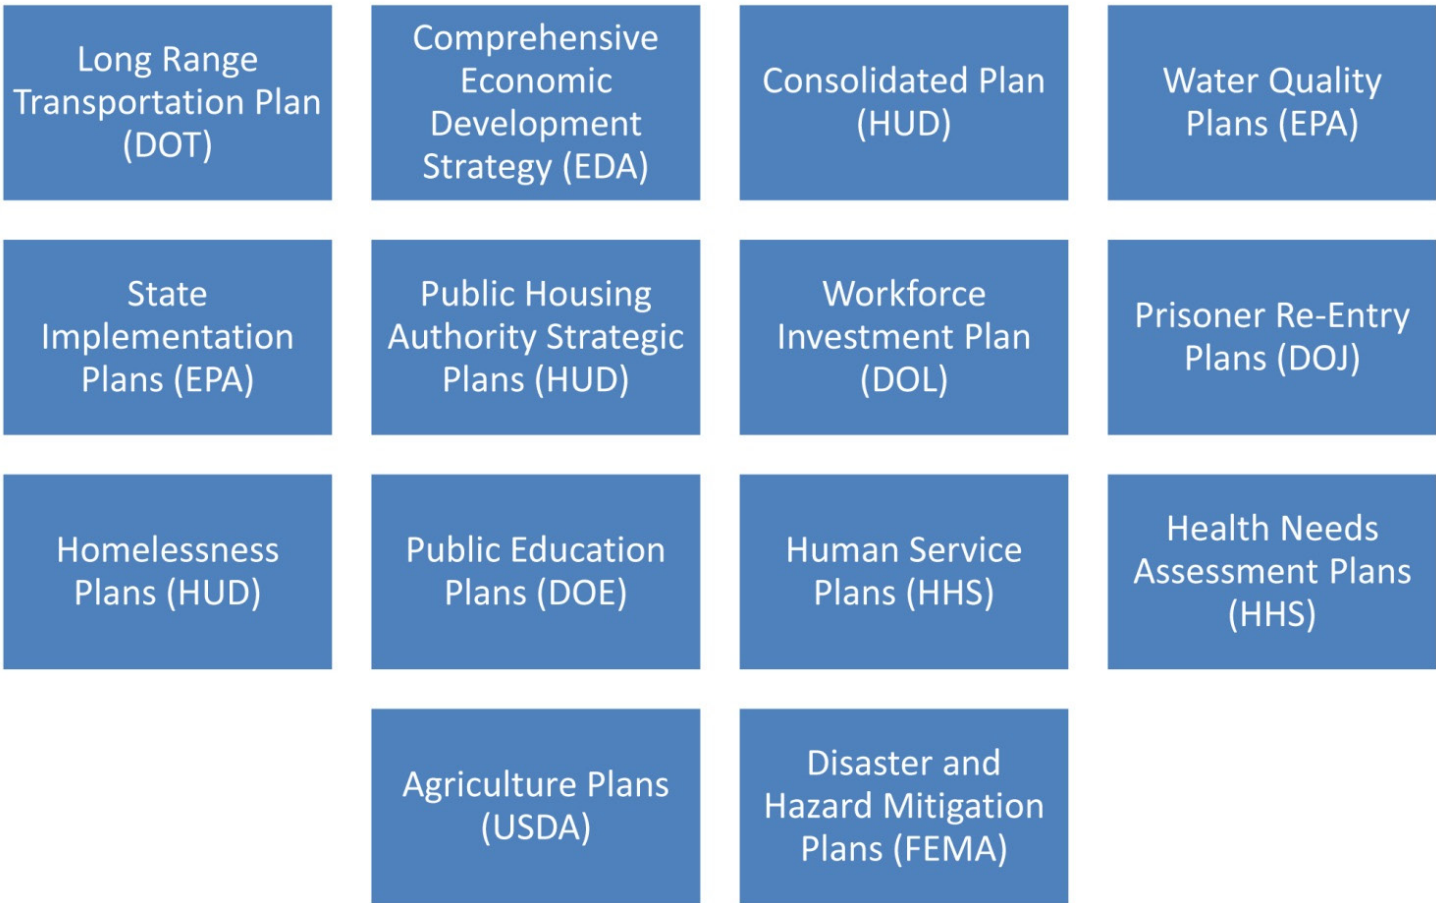 Long Range
Transportation Plan
(DOT)
Comprehensive
Economic
Development
Strategy (EDA)
Consolidated Plan
(HUD)
Water Quality
Plans (EPA)
State
Implementation
Plans (EPA)
Public Housing
Authority Strategic
Plans (HUD)
Workforce
Investment Plan
(DOL)
Prisoner Re-Entry
Plans (DOJ)
Homelessness
Plans (HUD)
Public Education
Plans (DOE)
Human Service
Plans (HHS)
Health Needs
Assessment Plans
(HHS)
Agriculture Plans
(USDA)
Disaster and
Hazard Mitigation
Plans (FEMA)